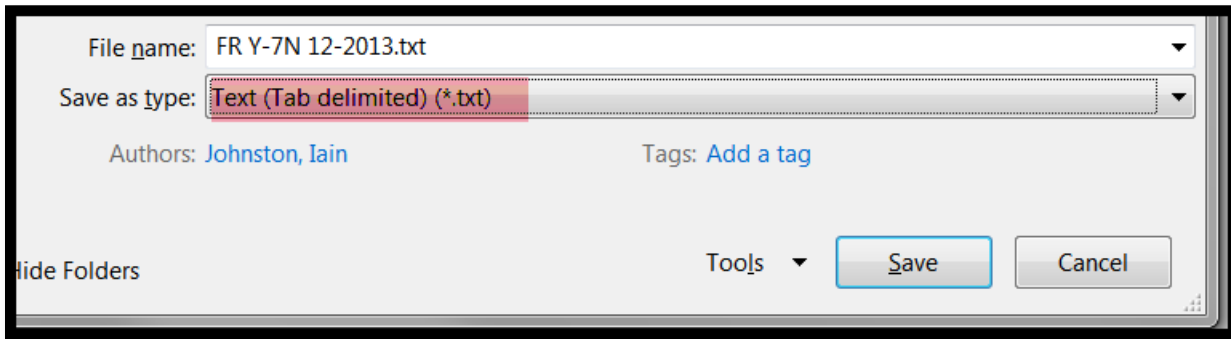 File name: FR Y-7N 12-2013.txt
Save as type: Text (Tab delimited) (*.txt)
Authors: Johnston, Iain Tags: Add a tag
Hide Folders Tools Save Cancel